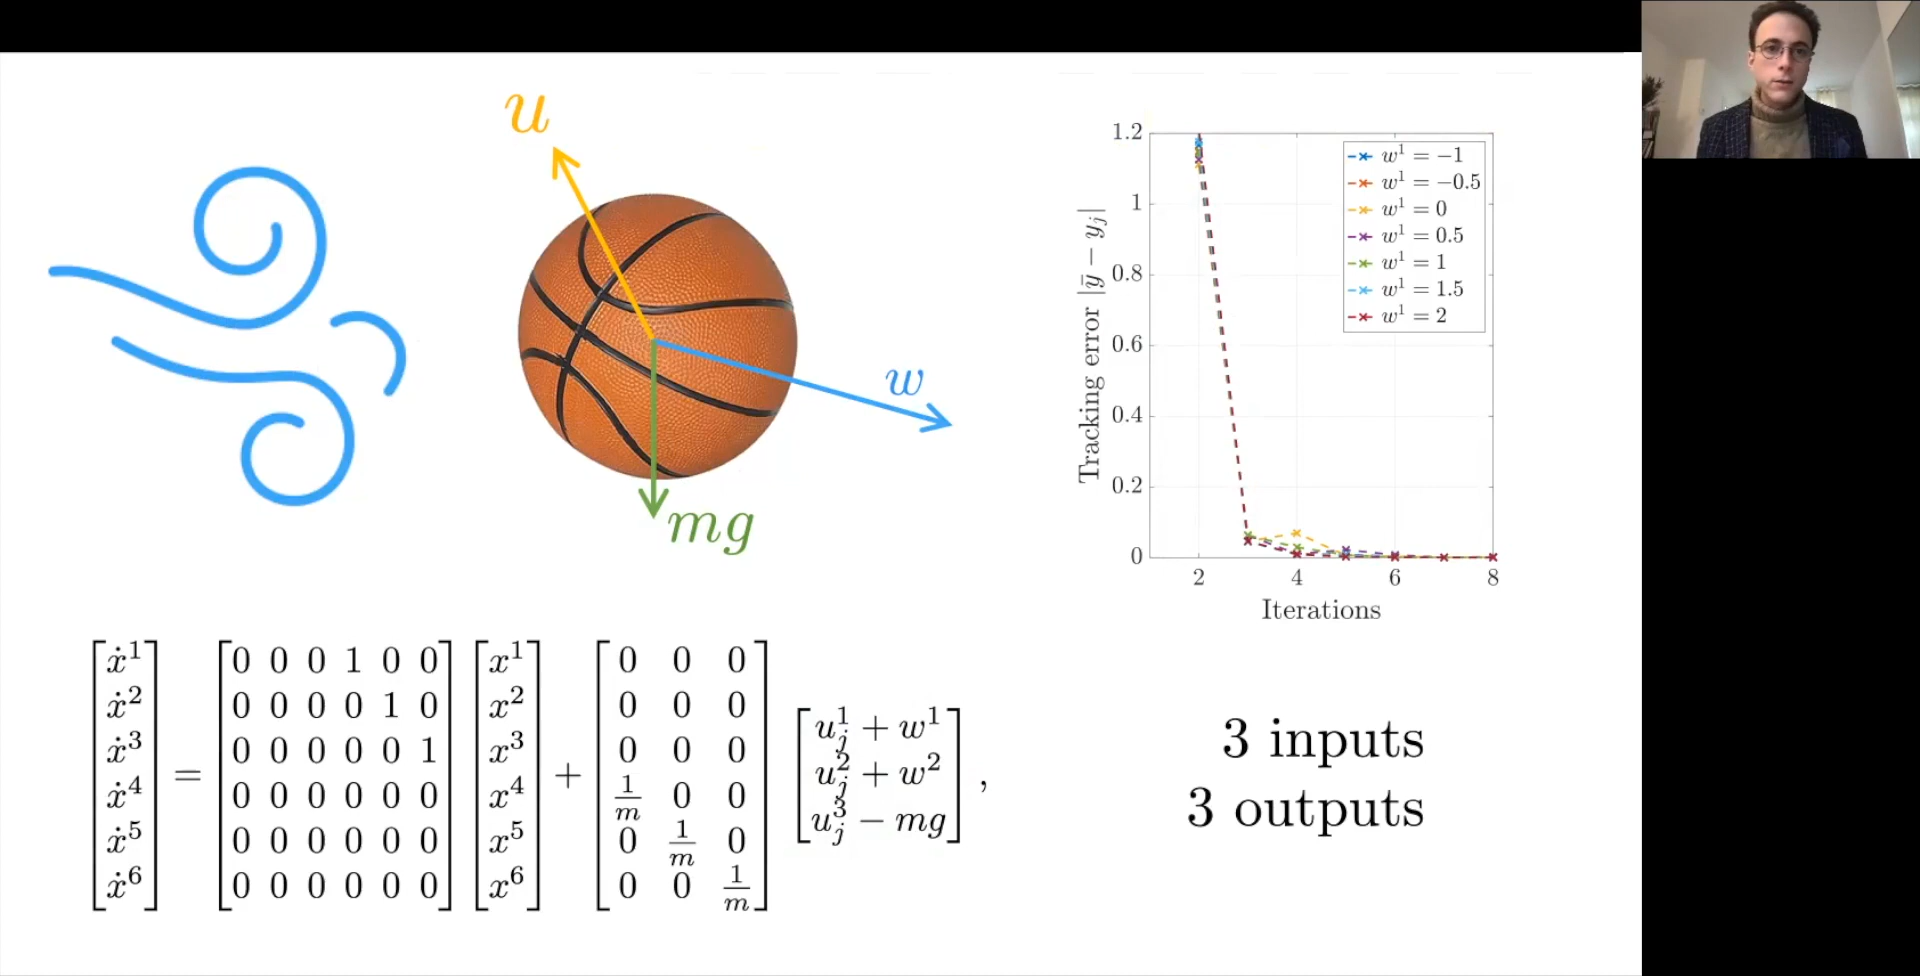 u
w
mg
1.2
1
0.8
0.6
0.4
0.2
0
2 4 6 8
Tracking error |ȳ − y_j|
Iterations
w¹ = −1
w¹ = −0.5
w¹ = 0
w¹ = 0.5
w¹ = 1
w¹ = 1.5
w¹ = 2
[ẋ¹ ẋ² ẋ³ ẋ⁴ ẋ⁵ ẋ⁶] =
0 0 0 1 0 0
0 0 0 0 1 0
0 0 0 0 0 1
0 0 0 0 0 0
0 0 0 0 0 0
0 0 0 0 0 0
[x¹ x² x³ x⁴ x⁵ x⁶] +
0 0 0
0 0 0
0 0 0
1/m 0 0
0 1/m 0
0 0 1/m
u_j¹ + w¹
u_j² + w²
u_j³ − mg ,
3 inputs
3 outputs